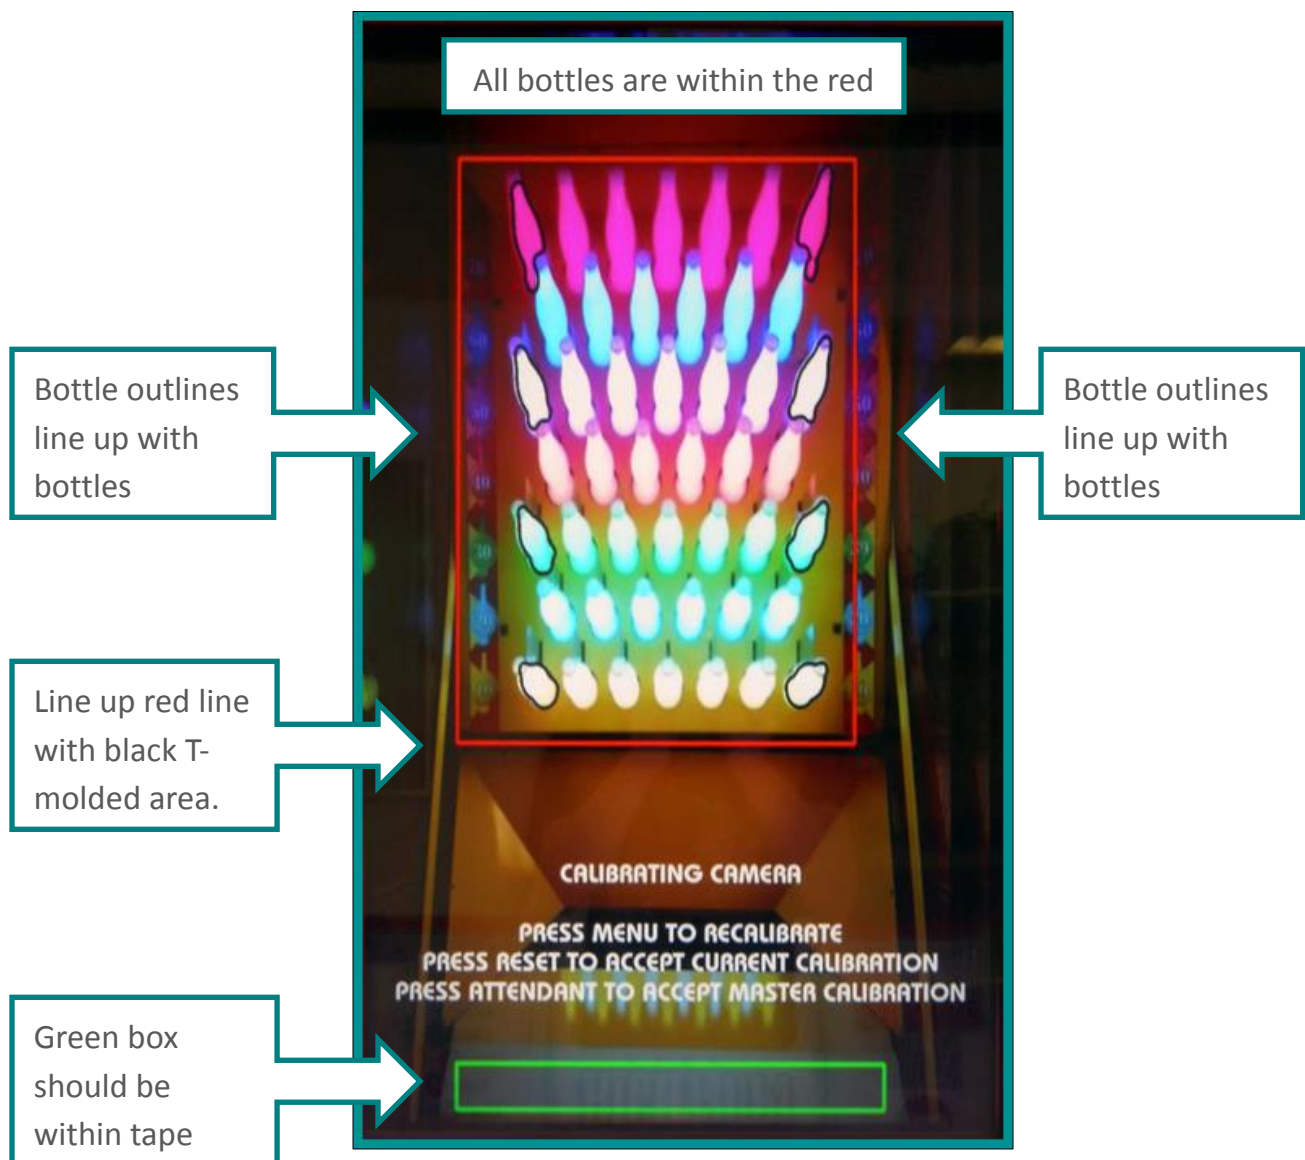 All bottles are within the red
Bottle outlines
line up with
bottles
Bottle outlines
line up with
bottles
Line up red line
with black T-
molded area.
CALIBRATING CAMERA
PRESS MENU TO RECALIBRATE
PRESS RESET TO ACCEPT CURRENT CALIBRATION
PRESS ATTENDANT TO ACCEPT MASTER CALIBRATION
Green box
should be
within tape